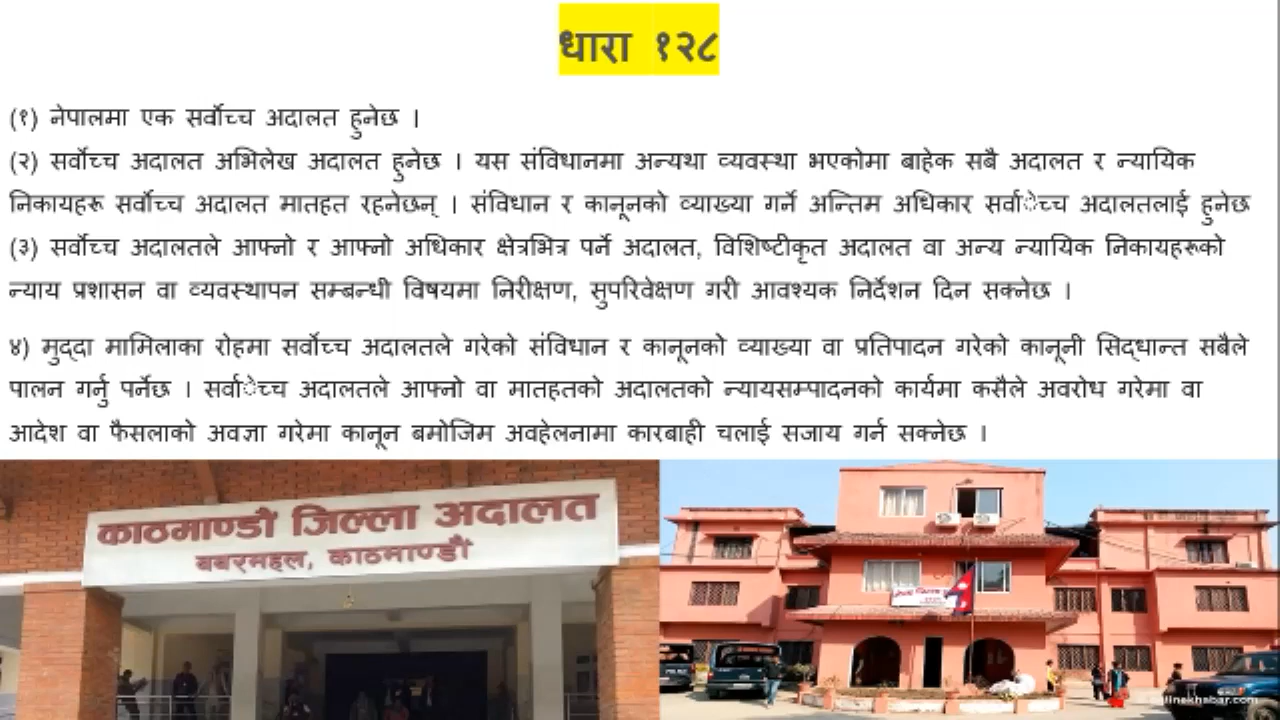 धारा १२८
(१) नेपालमा एक सर्वोच्च अदालत हुनेछ ।
(२) सर्वोच्च अदालत अभिलेख अदालत हुनेछ । यस संविधानमा अन्यथा व्यवस्था भएकोमा बाहेक सबै अदालत र न्यायिक
निकायहरू सर्वोच्च अदालत मातहत रहनेछन् । संविधान र कानूनको व्याख्या गर्ने अन्तिम अधिकार सर्वाेच्च अदालतलाई हुनेछ
(३) सर्वोच्च अदालतले आफ्नो र आफ्नो अधिकार क्षेत्रभित्र पर्ने अदालत, विशिष्टीकृत अदालत वा अन्य न्यायिक निकायहरूको
न्याय प्रशासन वा व्यवस्थापन सम्बन्धी विषयमा निरीक्षण, सुपरिवेक्षण गरी आवश्यक निर्देशन दिन सक्नेछ ।
४) मुद्दा मामिलाका रोहमा सर्वोच्च अदालतले गरेको संविधान र कानूनको व्याख्या वा प्रतिपादन गरेको कानूनी सिद्धान्त सबैले
पालन गर्नु पर्नेछ । सर्वाेच्च अदालतले आफ्नो वा मातहतको अदालतको न्यायसम्पादनको कार्यमा कसैले अवरोध गरेमा वा
आदेश वा फैसलाको अवज्ञा गरेमा कानून बमोजिम अवहेलनामा कारबाही चलाई सजाय गर्न सक्नेछ ।
काठमाण्डौं जिल्ला अदालत
बबरमहल, काठमाण्डौं
onlinekhabar.com